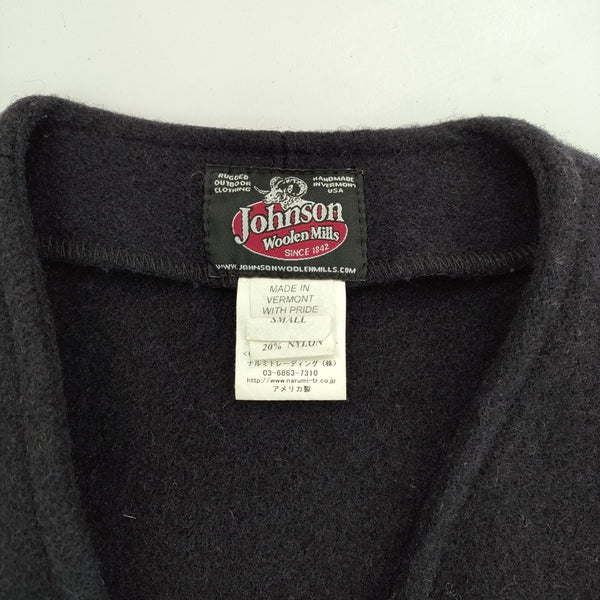 RUGGED
OUTDOOR
CLOTHING
HANDMADE
IN VERMONT
USA
Johnson
Woolen Mills
SINCE 1842
WWW.JOHNSONWOOLENMILLS.COM
MADE IN
VERMONT
WITH PRIDE
SMALL
20% NYLON
ナルミトレーディング(株)
03-6863-7310
http://www.narumi-tr.co.jp
アメリカ製